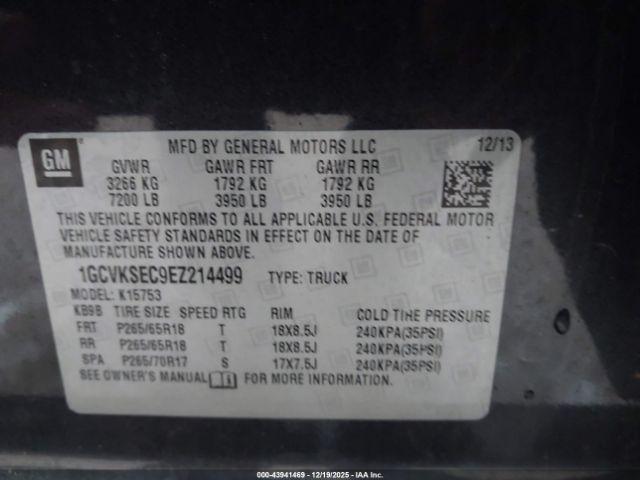 GM
MFD BY GENERAL MOTORS LLC 12/13
GVWR GAWR FRT GAWR RR
3266 KG 1792 KG 1792 KG
7200 LB 3950 LB 3950 LB
THIS VEHICLE CONFORMS TO ALL APPLICABLE U.S. FEDERAL MOTOR
VEHICLE SAFETY STANDARDS IN EFFECT ON THE DATE OF
MANUFACTURE SHOWN ABOVE.
1GCVKSEC9EZ214499 TYPE: TRUCK
MODEL: K15753
KB9B TIRE SIZE SPEED RTG RIM COLD TIRE PRESSURE
FRT P265/65R18 T 18X8.5J 240KPA(35PSI)
RR P265/65R18 T 18X8.5J 240KPA(35PSI)
SPA P265/70R17 S 17X7.5J 240KPA(35PSI)
SEE OWNER'S MANUAL FOR MORE INFORMATION.
000-43941469 - 12/19/2025 - IAAI.com